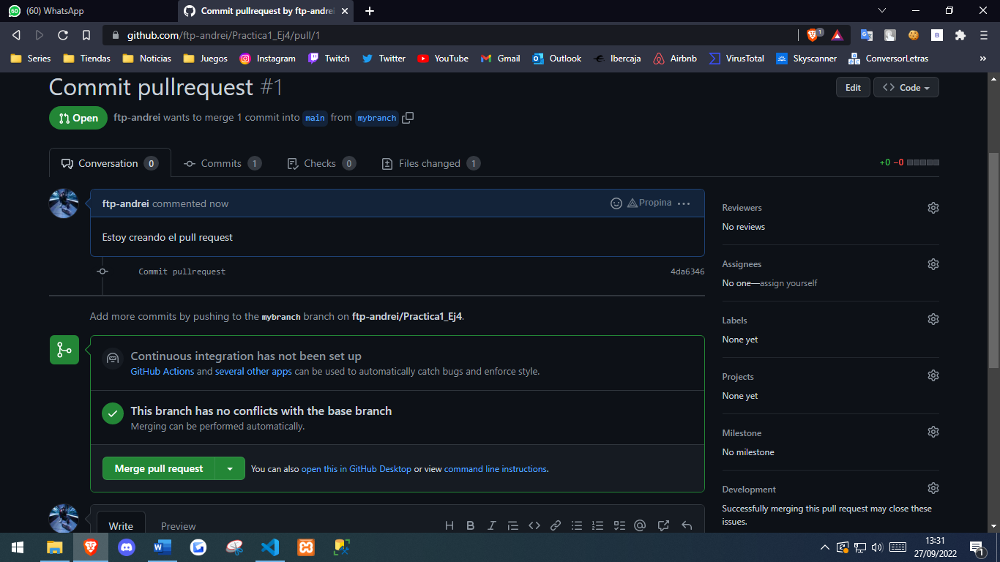 (60) WhatsApp
Commit pullrequest by ftp-andrei
github.com/ftp-andrei/Practica1_Ej4/pull/1
1
Series
Tiendas
Noticias
Juegos
Instagram
Twitch
Twitter
YouTube
Gmail
Outlook
Ibercaja
Airbnb
VirusTotal
Skyscanner
ConversorLetras
»
Commit pullrequest #1
Edit
<> Code
Open
ftp-andrei wants to merge 1 commit into main from mybranch
Conversation 0
Commits 1
Checks 0
Files changed 1
+0 −0
ftp-andrei commented now
Propina
...
Estoy creando el pull request
Commit pullrequest
4da6346
Add more commits by pushing to the mybranch branch on ftp-andrei/Practica1_Ej4.
Continuous integration has not been set up
GitHub Actions and several other apps can be used to automatically catch bugs and enforce style.
This branch has no conflicts with the base branch
Merging can be performed automatically.
Merge pull request
You can also open this in GitHub Desktop or view command line instructions.
Write
Preview
Reviewers
No reviews
Assignees
No one—assign yourself
Labels
None yet
Projects
None yet
Milestone
No milestone
Development
Successfully merging this pull request may close these
issues.
13:31
27/09/2022
1